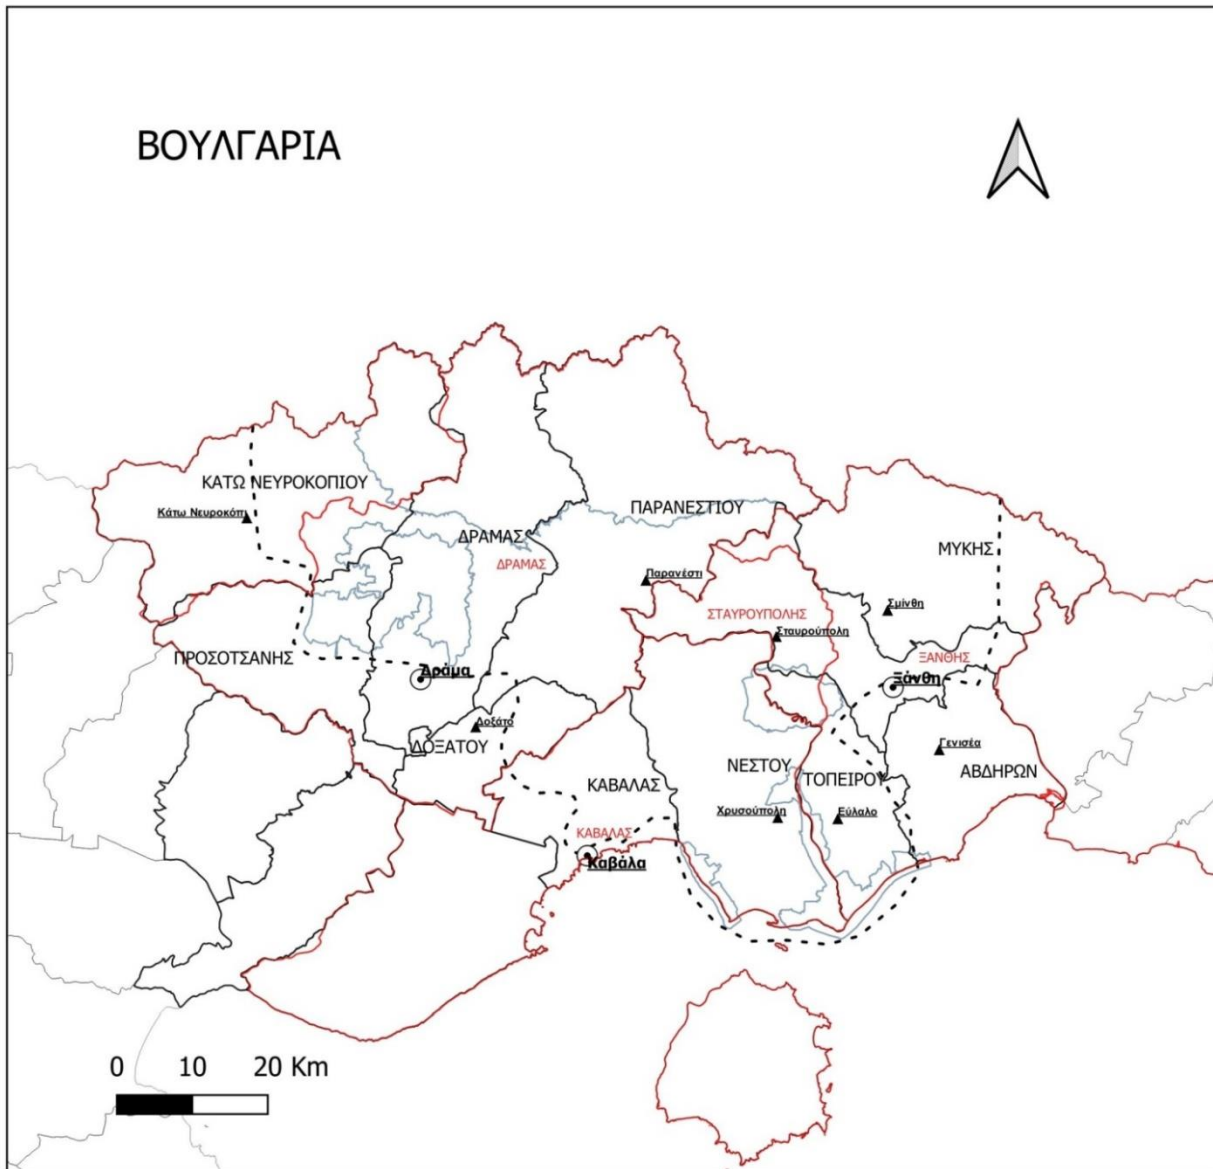 ΒΟΥΛΓΑΡΙΑ
ΚΑΤΩ ΝΕΥΡΟΚΟΠΙΟΥ
Κάτω Νευροκόπι
ΠΑΡΑΝΕΣΤΙΟΥ
ΔΡΑΜΑΣ
ΜΥΚΗΣ
ΔΡΑΜΑΣ
Παρανέστι
Σμίνθη
ΣΤΑΥΡΟΥΠΟΛΗΣ
Σταυρούπολη
ΠΡΟΣΟΤΣΑΝΗΣ
ΞΑΝΘΗΣ
Δράμα
Ξάνθη
Δοξάτο
ΔΟΞΑΤΟΥ
Γενισέα
ΝΕΣΤΟΥ
ΑΒΔΗΡΩΝ
ΚΑΒΑΛΑΣ
ΤΟΠΕΙΡΟΥ
Χρυσούπολη
Εύλαλο
ΚΑΒΑΛΑΣ
Καβάλα
0 10 20 Km